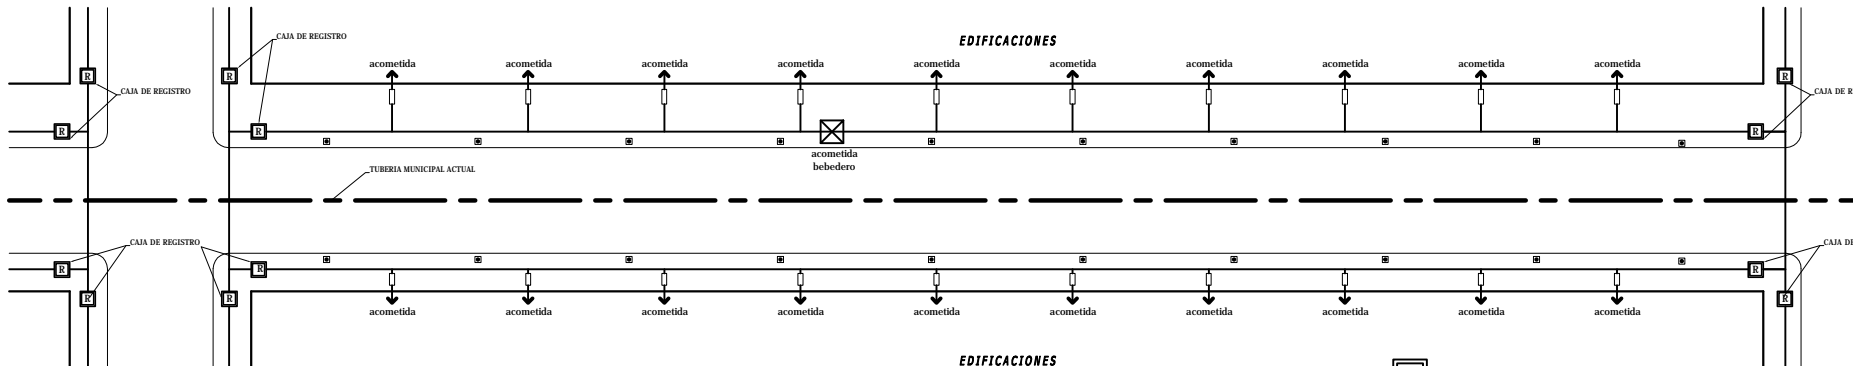 EDIFICACIONES
CAJA DE REGISTRO
acometida acometida acometida acometida acometida acometida acometida acometida acometida acometida
R R R
CAJA DE REGISTRO
CAJA DE R
R R R
acometida
bebedero
TUBERIA MUNICIPAL ACTUAL
CAJA DE REGISTRO
CAJA DE
R R R
R R R
acometida acometida acometida acometida acometida acometida acometida acometida acometida acometida
EDIFICACIONES